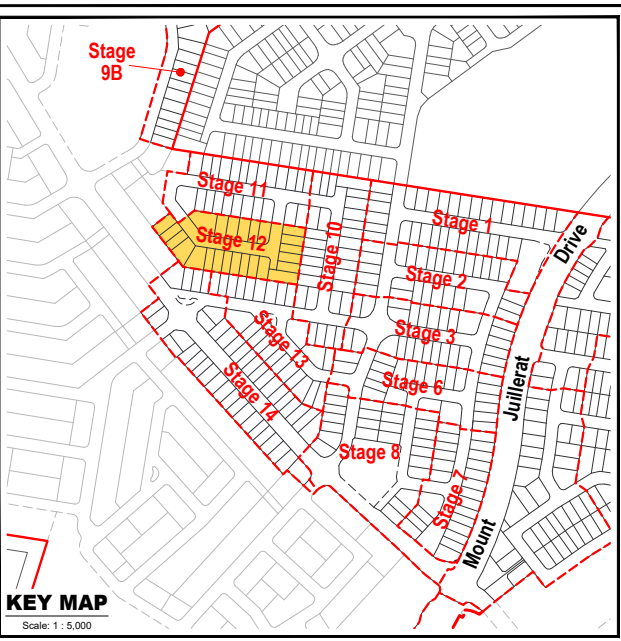 Stage
9B
Stage 11
Stage 12
Stage 10
Stage 1
Drive
Stage 2
Stage 3
Stage 13
Stage 6
Juillerat
Stage 14
Stage 8
Stage 7
Mount
KEY MAP
Scale: 1 : 5,000